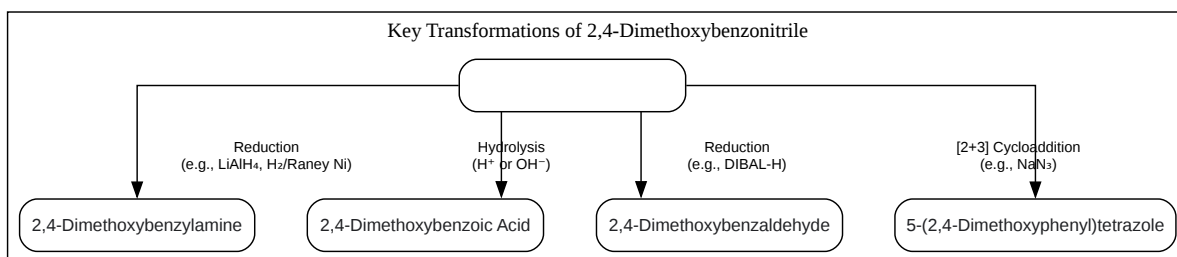 Key Transformations of 2,4-Dimethoxybenzonitrile
Reduction
(e.g., LiAlH₄, H₂/Raney Ni)
Hydrolysis
(H⁺ or OH⁻)
Reduction
(e.g., DIBAL-H)
[2+3] Cycloaddition
(e.g., NaN₃)
2,4-Dimethoxybenzylamine
2,4-Dimethoxybenzoic Acid
2,4-Dimethoxybenzaldehyde
5-(2,4-Dimethoxyphenyl)tetrazole